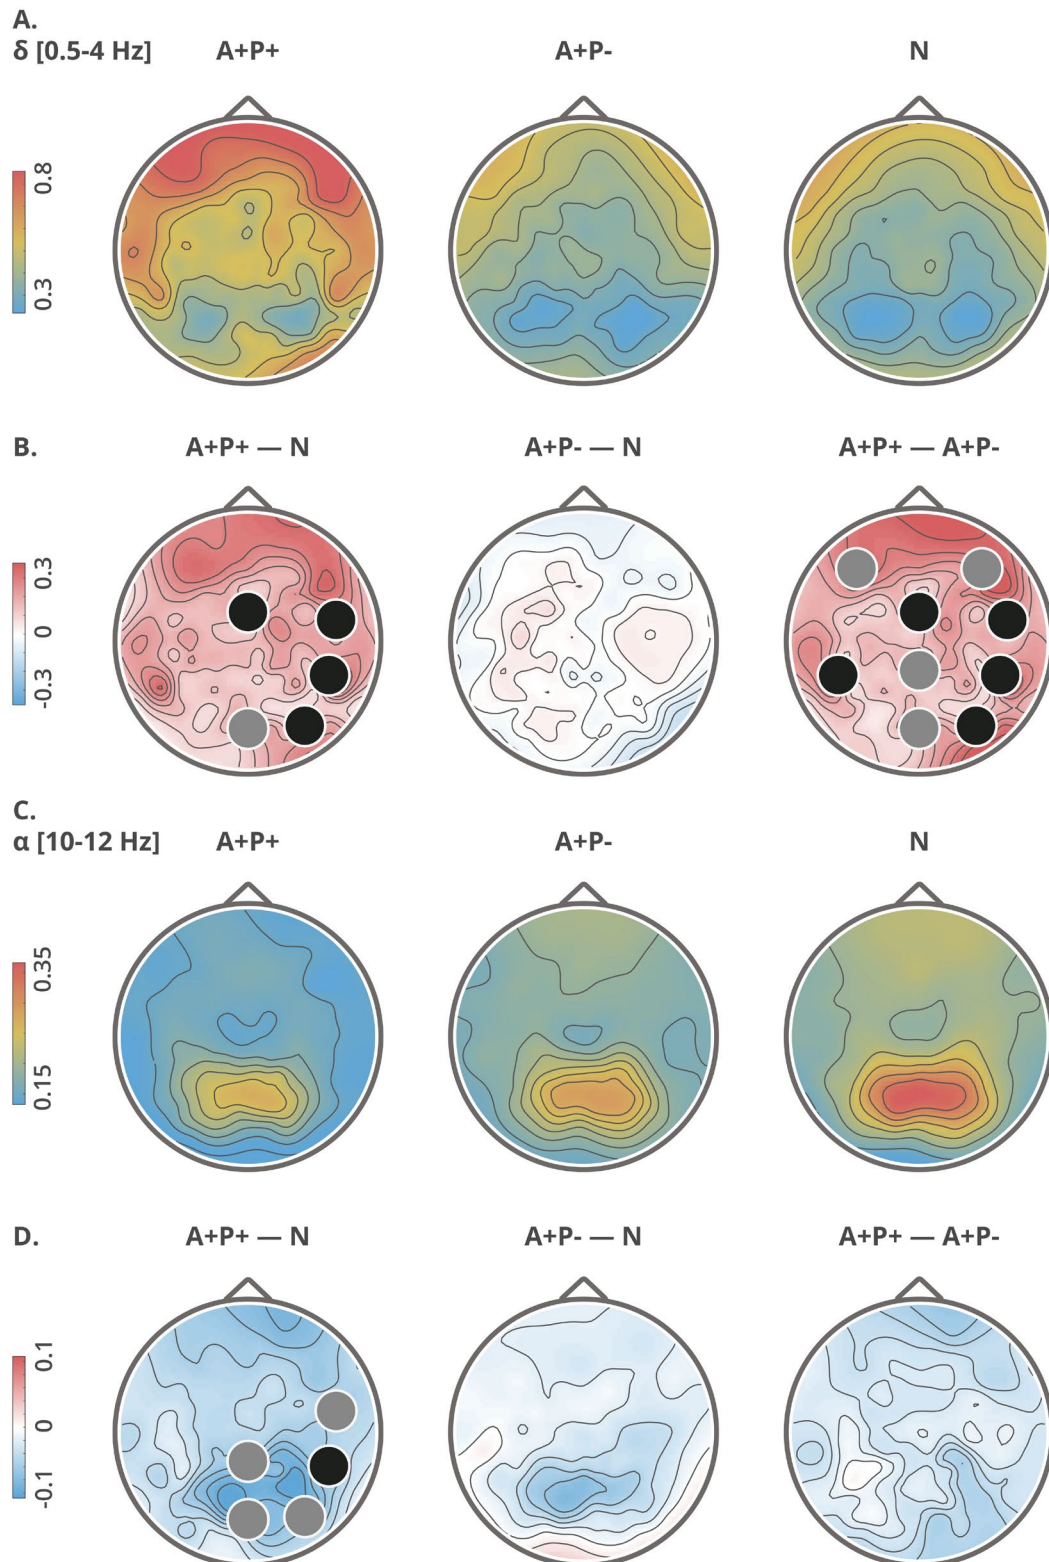 A.
δ [0.5-4 Hz] A+P+ A+P- N
0.8
0.3
B. A+P+ — N A+P- — N A+P+ — A+P-
0.3
0
-0.3
C.
α [10-12 Hz] A+P+ A+P- N
0.35
0.15
D. A+P+ — N A+P- — N A+P+ — A+P-
0.1
0
-0.1